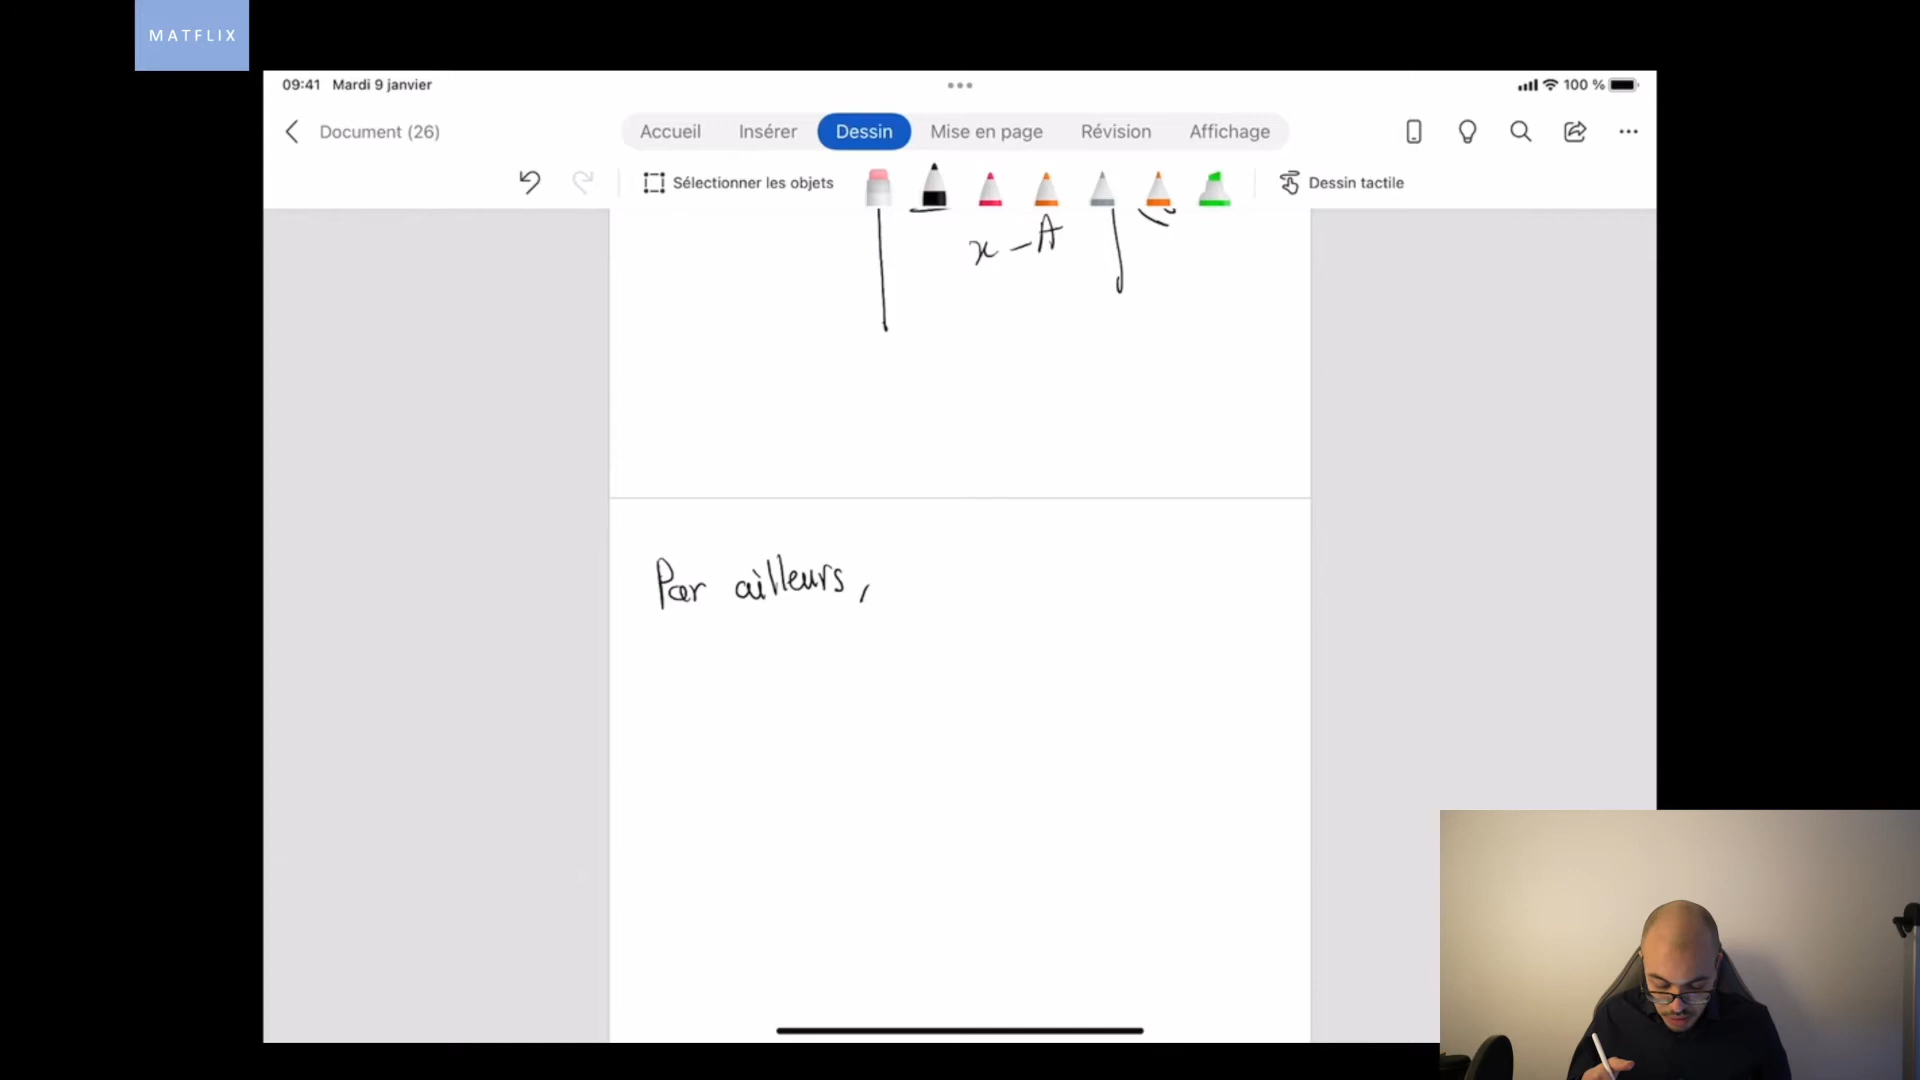 MATFLIX
09:41 Mardi 9 janvier
100 %
Document (26)
Accueil Insérer Dessin Mise en page Révision Affichage
Sélectionner les objets
Dessin tactile
x - A
Par ailleurs,